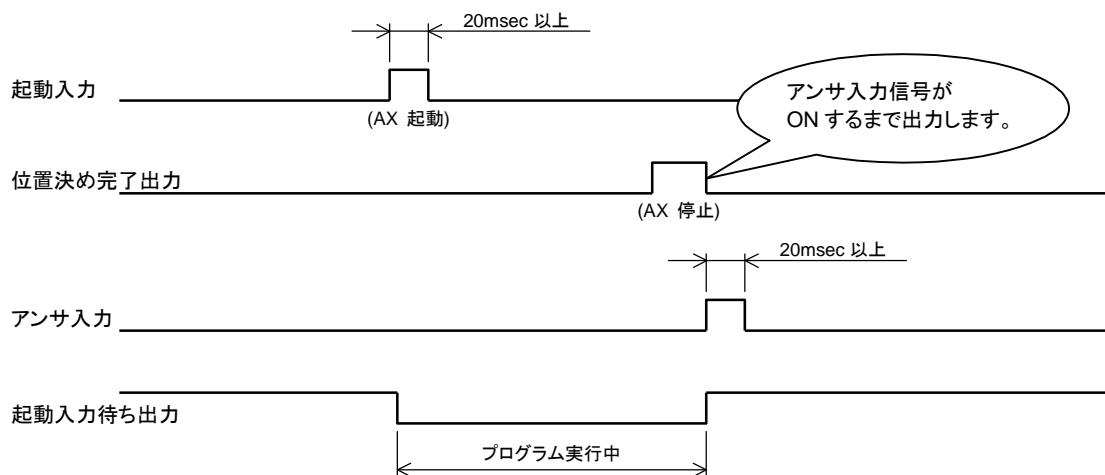 20msec 以上
起動入力
(AX 起動)
アンサ入力信号が
ON するまで出力します。
位置決め完了出力
(AX 停止)
20msec 以上
アンサ入力
起動入力待ち出力
プログラム実行中